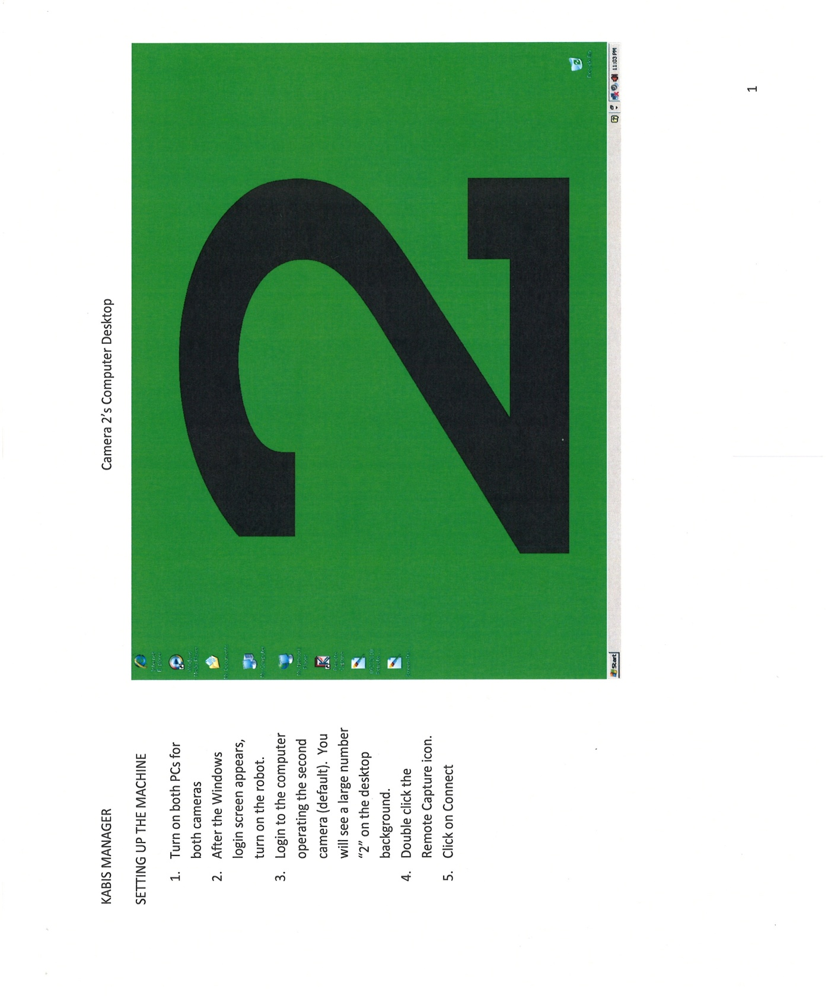 KABIS MANAGER
SETTING UP THE MACHINE
1. Turn on both PCs for
both cameras
2. After the Windows
login screen appears,
turn on the robot.
3. Login to the computer
operating the second
camera (default). You
will see a large number
“2” on the desktop
background.
4. Double click the
Remote Capture icon.
5. Click on Connect
Camera 2’s Computer Desktop
Internet
Explorer
Windows
Media Player
My Documents
My Computer
My Network
Places
Remote
Capture
2
Recycle Bin
Start
11:03 PM
1